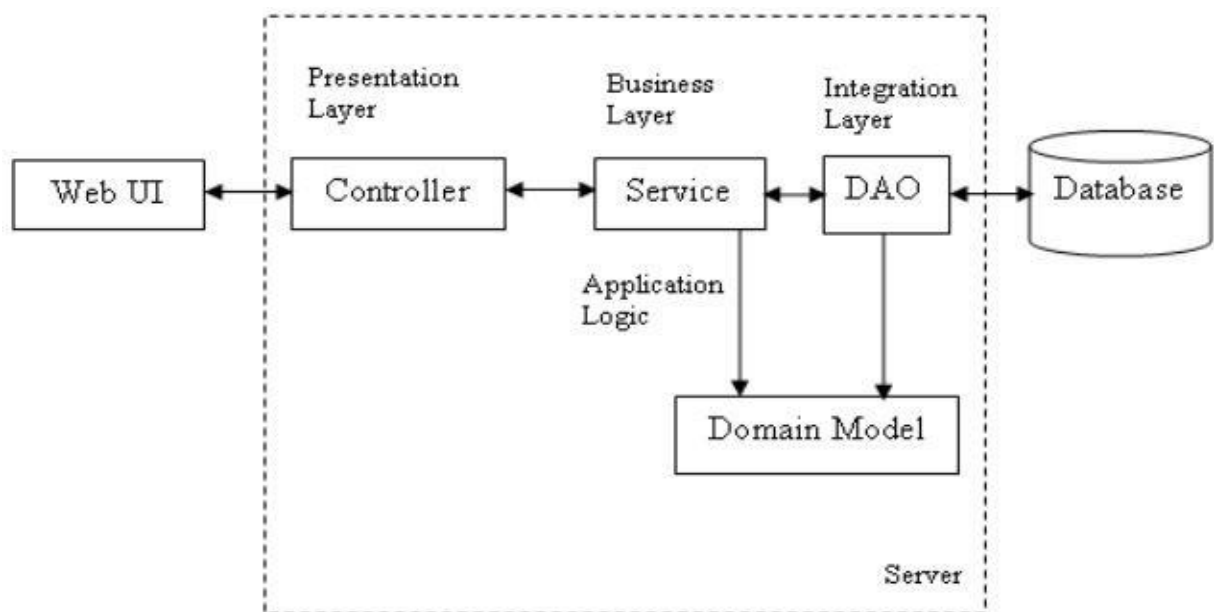 Presentation
Layer
Business
Layer
Integration
Layer
Web UI
Controller
Service
DAO
Database
Application
Logic
Domain Model
Server